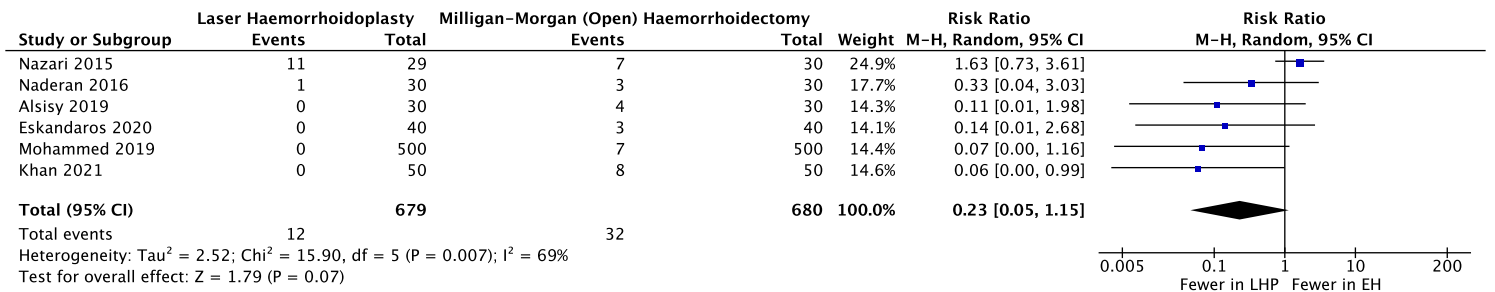 Laser Haemorrhoidoplasty Milligan-Morgan (Open) Haemorrhoidectomy Risk Ratio Risk Ratio
Study or Subgroup Events Total Events Total Weight M-H, Random, 95% CI M-H, Random, 95% CI
Nazari 2015 11 29 7 30 24.9% 1.63 [0.73, 3.61]
Naderan 2016 1 30 3 30 17.7% 0.33 [0.04, 3.03]
Alsisy 2019 0 30 4 30 14.3% 0.11 [0.01, 1.98]
Eskandaros 2020 0 40 3 40 14.1% 0.14 [0.01, 2.68]
Mohammed 2019 0 500 7 500 14.4% 0.07 [0.00, 1.16]
Khan 2021 0 50 8 50 14.6% 0.06 [0.00, 0.99]
Total (95% CI) 679 680 100.0% 0.23 [0.05, 1.15]
Total events 12 32
Heterogeneity: Tau² = 2.52; Chi² = 15.90, df = 5 (P = 0.007); I² = 69%
Test for overall effect: Z = 1.79 (P = 0.07)
0.005 0.1 1 10 200
Fewer in LHP Fewer in EH